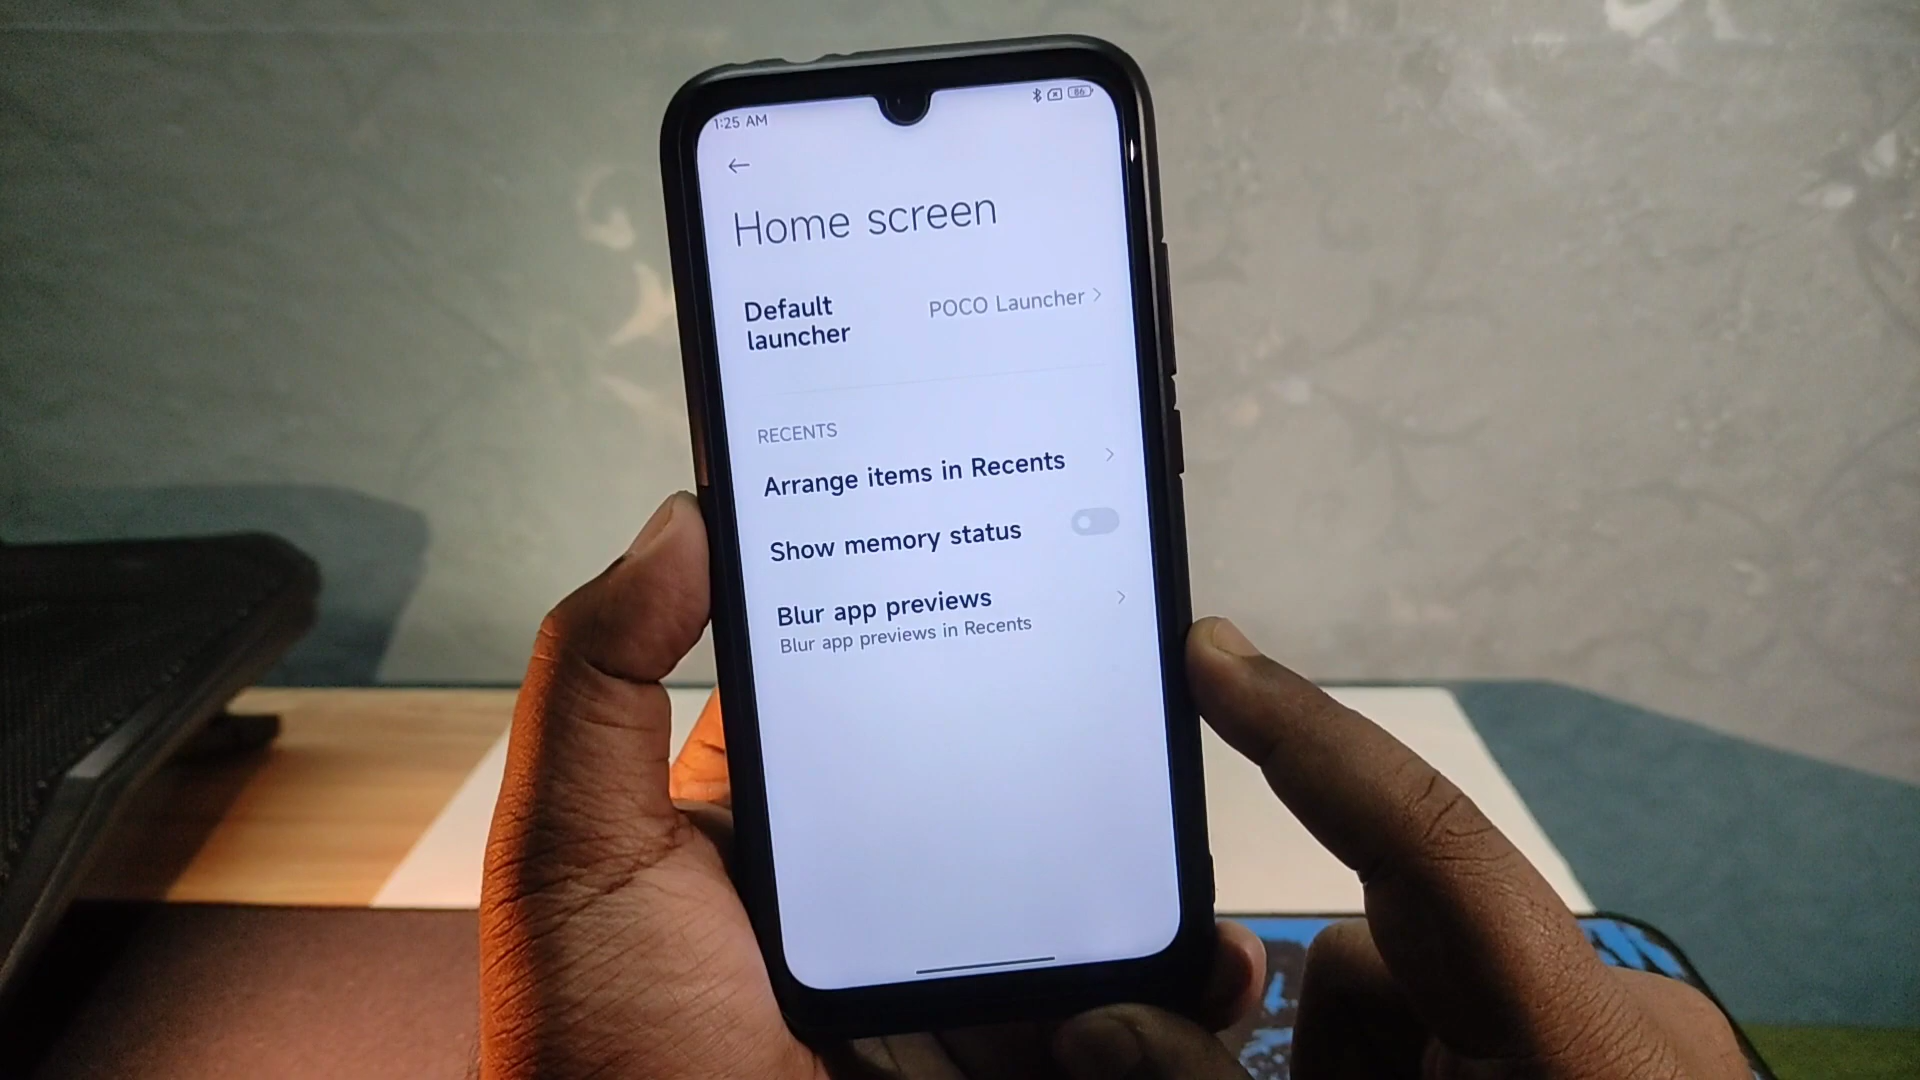 1:25 AM
86
Home screen
Default
launcher
POCO Launcher
RECENTS
Arrange items in Recents
Show memory status
Blur app previews
Blur app previews in Recents